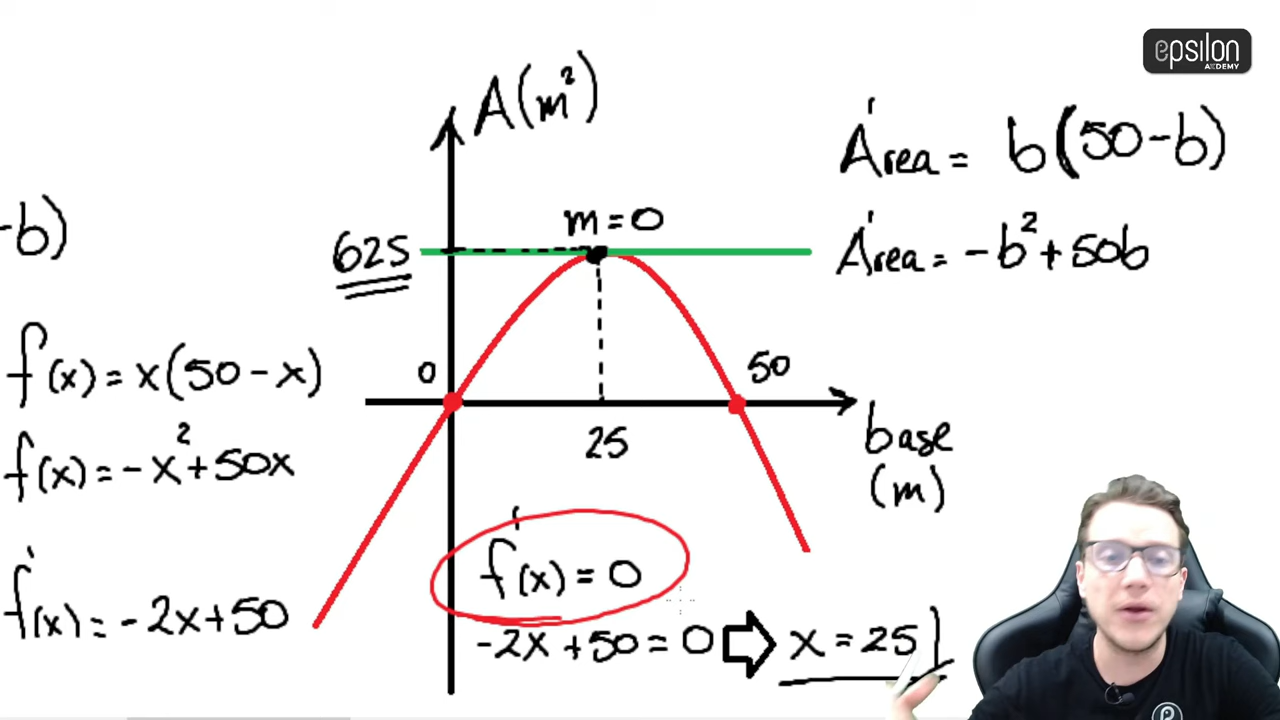 epsilon
AKDEMY
A(m²)
Área = b(50-b)
Área = -b²+50b
-b)
m=0
625
f(x) = x(50-x)
f(x) = -x²+50x
f'(x) = -2x+50
0
50
25
base
(m)
f'(x) = 0
-2x+50=0 ⇨ x=25